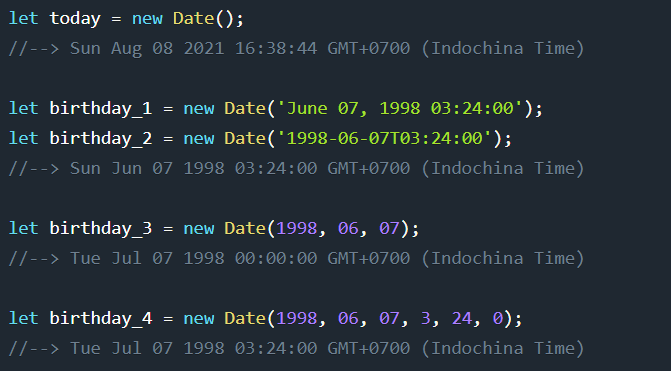 let today = new Date();
//--> Sun Aug 08 2021 16:38:44 GMT+0700 (Indochina Time)
let birthday_1 = new Date('June 07, 1998 03:24:00');
let birthday_2 = new Date('1998-06-07T03:24:00');
//--> Sun Jun 07 1998 03:24:00 GMT+0700 (Indochina Time)
let birthday_3 = new Date(1998, 06, 07);
//--> Tue Jul 07 1998 00:00:00 GMT+0700 (Indochina Time)
let birthday_4 = new Date(1998, 06, 07, 3, 24, 0);
//--> Tue Jul 07 1998 03:24:00 GMT+0700 (Indochina Time)